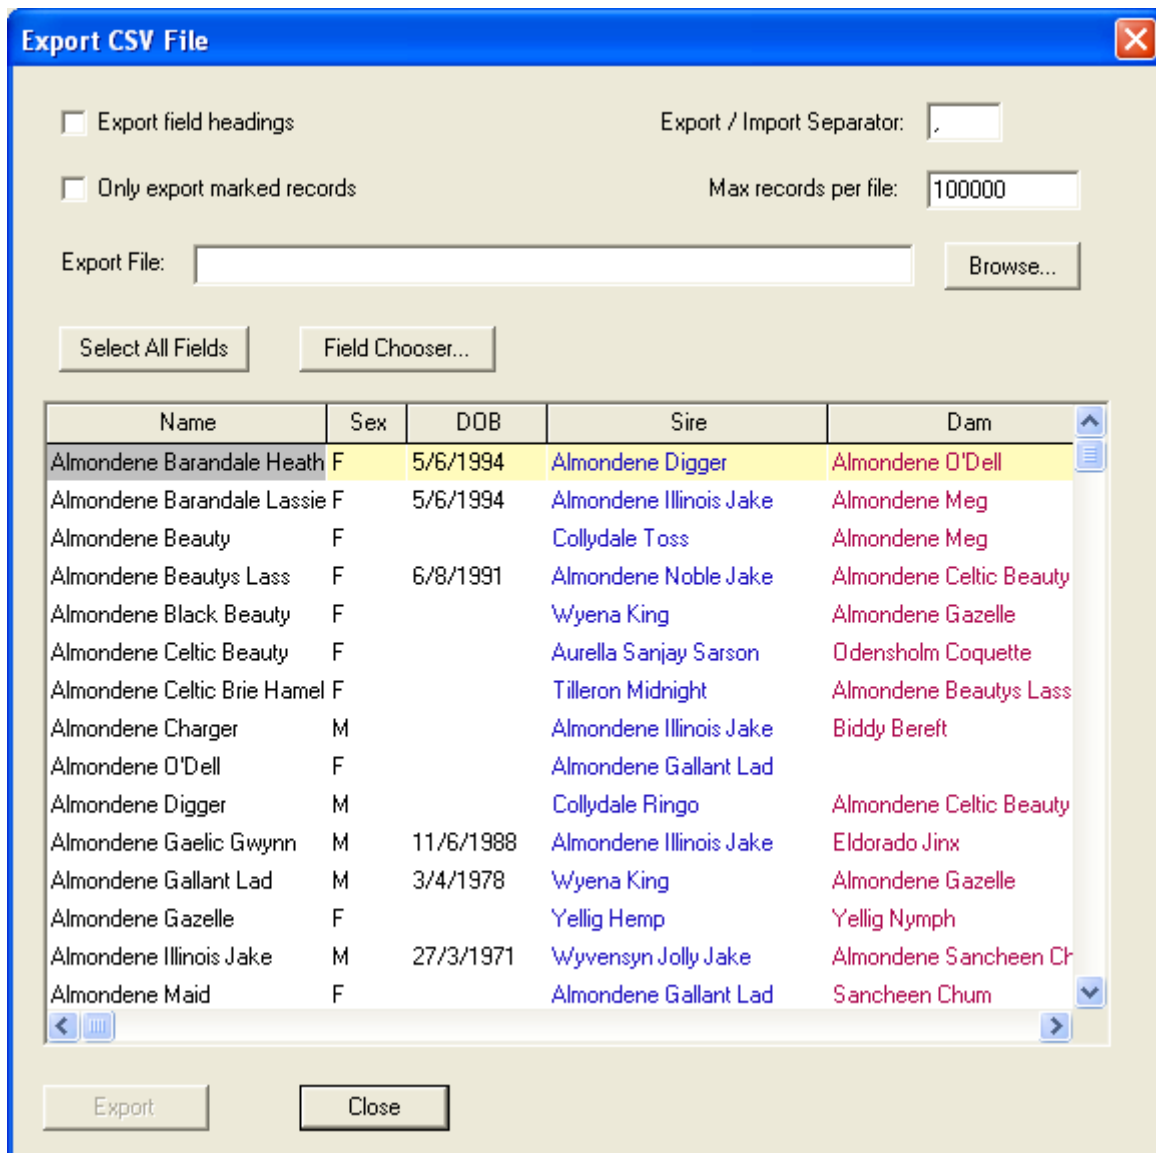 Export CSV File
Export field headings Export / Import Separator: ,
Only export marked records Max records per file: 100000
Export File: Browse...
Select All Fields Field Chooser...
Name Sex DOB Sire Dam
Almondene Barandale Heath F 5/6/1994 Almondene Digger Almondene O'Dell
Almondene Barandale Lassie F 5/6/1994 Almondene Illinois Jake Almondene Meg
Almondene Beauty F Collydale Toss Almondene Meg
Almondene Beautys Lass F 6/8/1991 Almondene Noble Jake Almondene Celtic Beauty
Almondene Black Beauty F Wyena King Almondene Gazelle
Almondene Celtic Beauty F Aurella Sanjay Sarson Odensholm Coquette
Almondene Celtic Brie Hamel F Tilleron Midnight Almondene Beautys Lass
Almondene Charger M Almondene Illinois Jake Biddy Bereft
Almondene O'Dell F Almondene Gallant Lad
Almondene Digger M Collydale Ringo Almondene Celtic Beauty
Almondene Gaelic Gwynn M 11/6/1988 Almondene Illinois Jake Eldorado Jinx
Almondene Gallant Lad M 3/4/1978 Wyena King Almondene Gazelle
Almondene Gazelle F Yellig Hemp Yellig Nymph
Almondene Illinois Jake M 27/3/1971 Wyvensyn Jolly Jake Almondene Sancheen Ch
Almondene Maid F Almondene Gallant Lad Sancheen Chum
Export Close